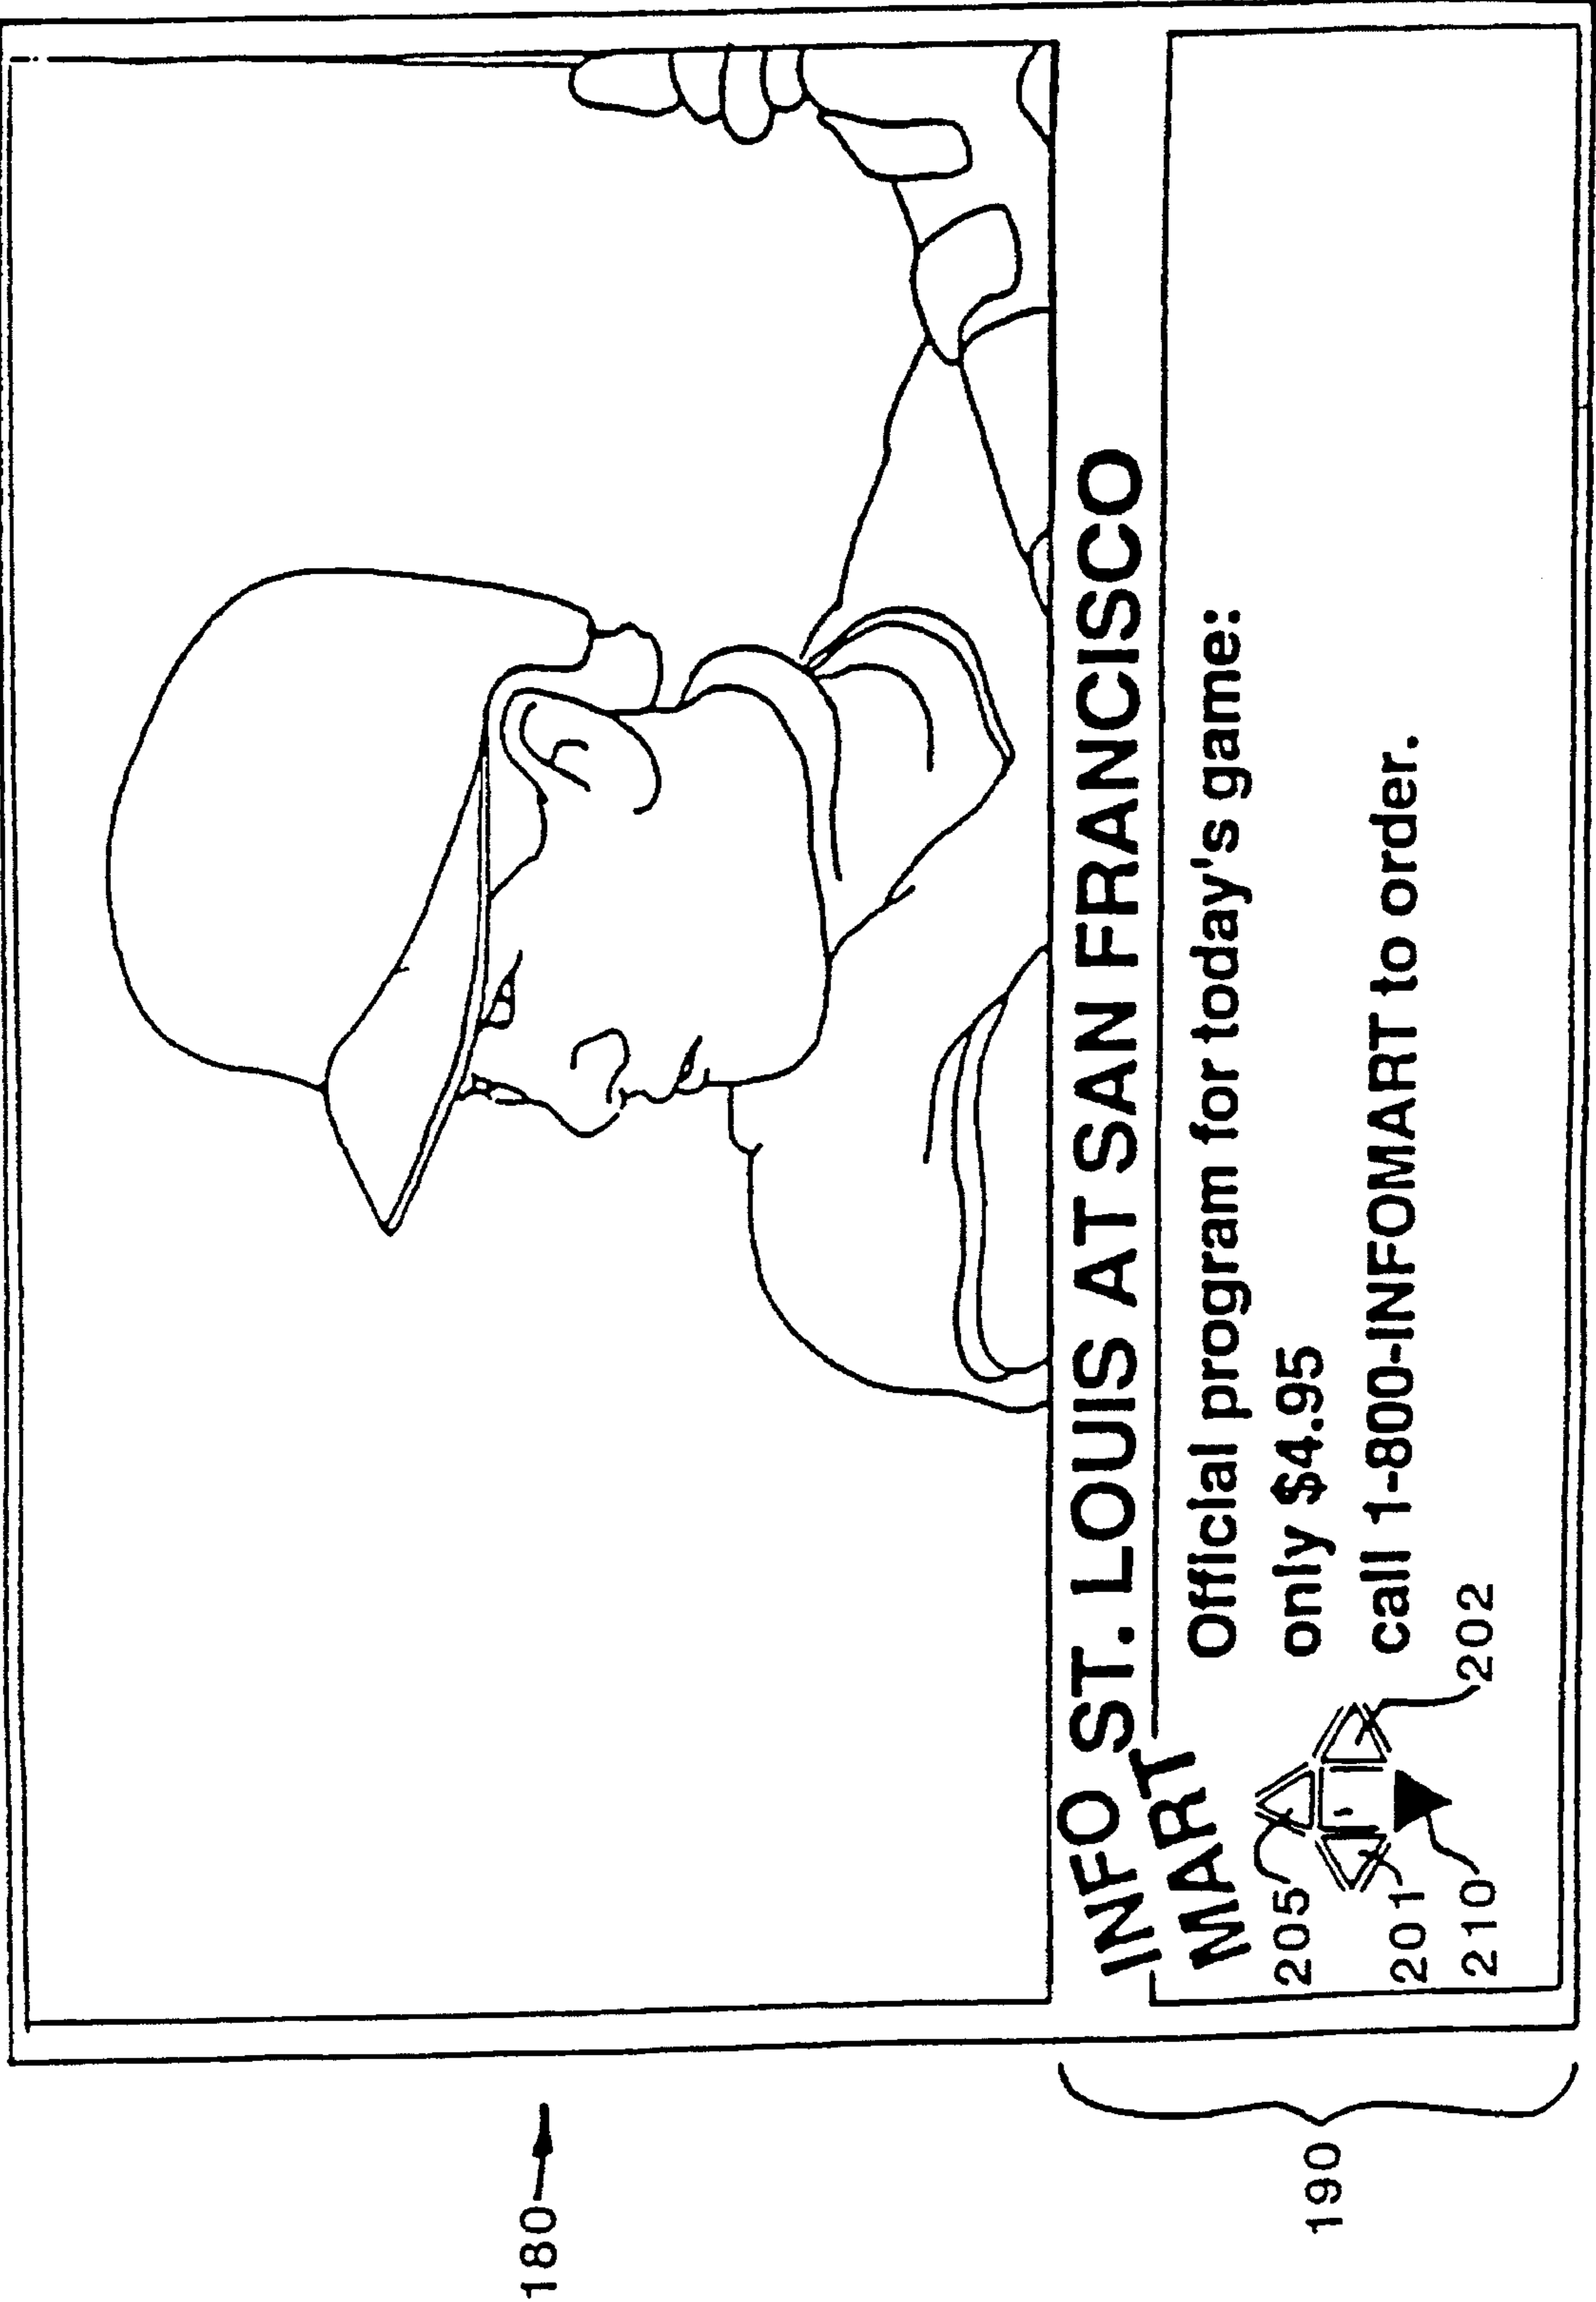 180
190
INFO
MART
ST. LOUIS AT SAN FRANCISCO
Official program for today's game:
only $4.95
call 1-800-INFOMART to order.
205
201
210
202